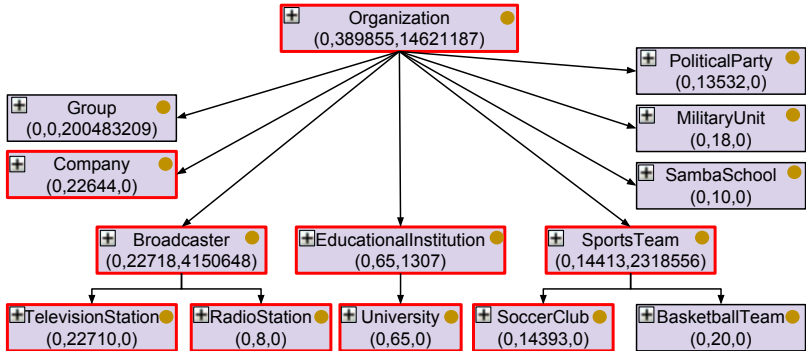 Organization
(0,389855,14621187)
PoliticalParty
(0,13532,0)
Group
(0,0,200483209)
MilitaryUnit
(0,18,0)
Company
(0,22644,0)
SambaSchool
(0,10,0)
Broadcaster
(0,22718,4150648)
EducationalInstitution
(0,65,1307)
SportsTeam
(0,14413,2318556)
TelevisionStation
(0,22710,0)
RadioStation
(0,8,0)
University
(0,65,0)
SoccerClub
(0,14393,0)
BasketballTeam
(0,20,0)